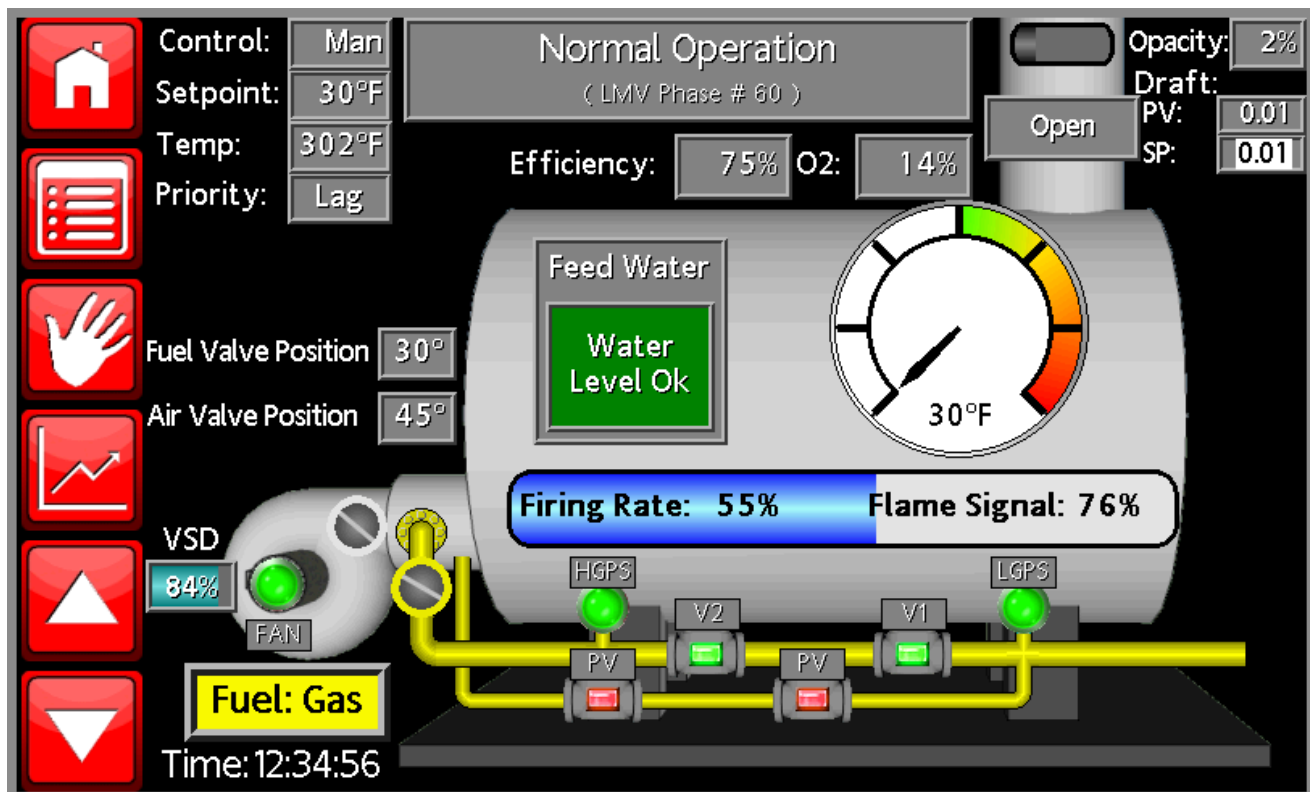 Control: Man
Setpoint: 30°F
Temp: 302°F
Priority: Lag
Normal Operation
( LMV Phase # 60 )
Opacity: 2%
Draft:
PV: 0.01
SP: 0.01
Open
Efficiency: 75% O2: 14%
Feed Water
Water
Level Ok
30°F
Fuel Valve Position 30°
Air Valve Position 45°
Firing Rate: 55% Flame Signal: 76%
VSD
84%
FAN
HGPS
LGPS
V2
V1
PV
PV
Fuel: Gas
Time: 12:34:56